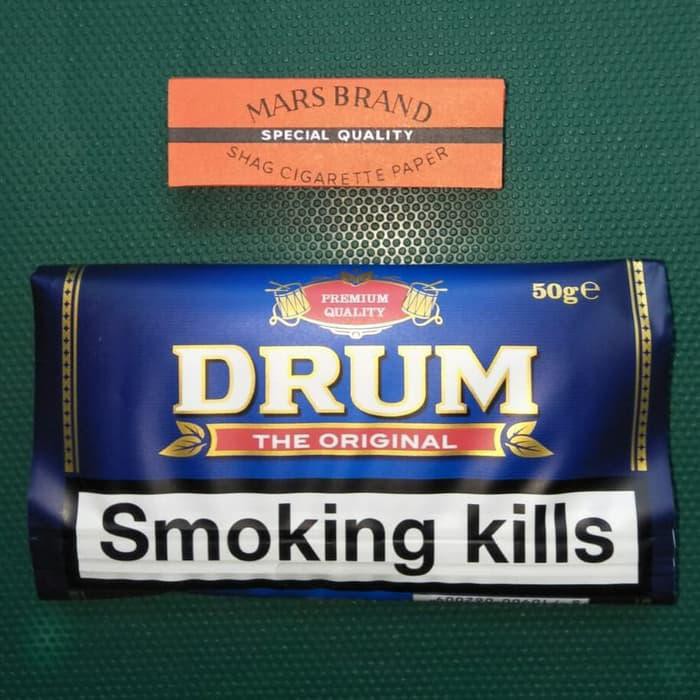 MARS BRAND
SPECIAL QUALITY
SHAG CIGARETTE PAPER
PREMIUM
QUALITY
50g℮
DRUM
THE ORIGINAL
Smoking kills